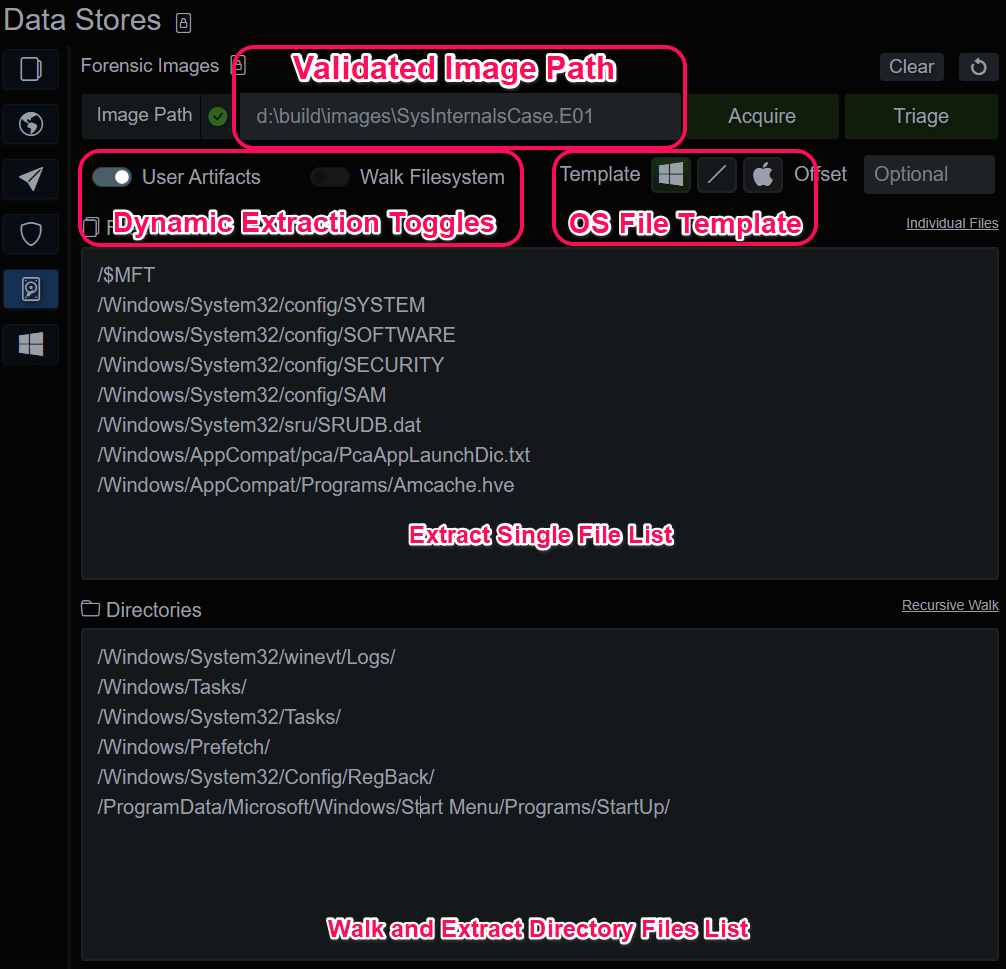 Data Stores
Forensic Images
Validated Image Path
Clear
Image Path
d:\build\images\SysInternalsCase.E01
Acquire
Triage
User Artifacts
Walk Filesystem
Template
Offset
Optional
Dynamic Extraction Toggles
OS File Template
Individual Files
/$MFT
/Windows/System32/config/SYSTEM
/Windows/System32/config/SOFTWARE
/Windows/System32/config/SECURITY
/Windows/System32/config/SAM
/Windows/System32/sru/SRUDB.dat
/Windows/AppCompat/pca/PcaAppLaunchDic.txt
/Windows/AppCompat/Programs/Amcache.hve
Extract Single File List
Directories
Recursive Walk
/Windows/System32/winevt/Logs/
/Windows/Tasks/
/Windows/System32/Tasks/
/Windows/Prefetch/
/Windows/System32/Config/RegBack/
/ProgramData/Microsoft/Windows/Start Menu/Programs/StartUp/
Walk and Extract Directory Files List